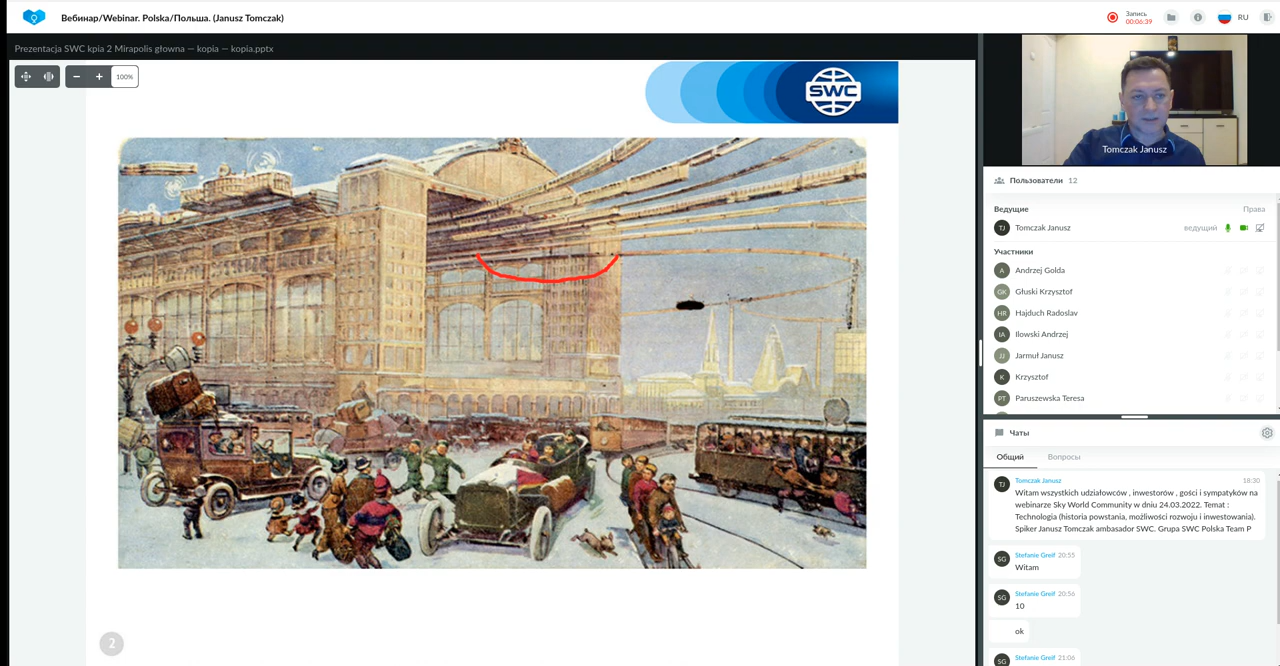 Вебинар/Webinar. Polska/Польша. (Janusz Tomczak)
Запись
00:06:39
RU
Prezentacja SWC kpia 2 Mirapolis głowna — kopia — kopia.pptx
100%
SWC
2
Tomczak Janusz
Пользователи 12
Ведущие Права
TJ Tomczak Janusz ведущий
Участники
A Andrzej Golda
GK Głuski Krzysztof
HR Hajduch Radoslav
IA Ilowski Andrzej
JJ Jarmuł Janusz
K Krzysztof
PT Paruszewska Teresa
Чаты
Общий Вопросы
TJ Tomczak Janusz 18:30
Witam wszystkich udziałowców , inwestorów , gości i sympatyków na
webinarze Sky World Community w dniu 24.03.2022. Temat :
Technologia (historia powstania, możliwości rozwoju i inwestowania).
Spiker Janusz Tomczak ambasador SWC. Grupa SWC Polska Team P
SG Stefanie Greif 20:55
Witam
SG Stefanie Greif 20:56
10
ok
SG Stefanie Greif 21:06